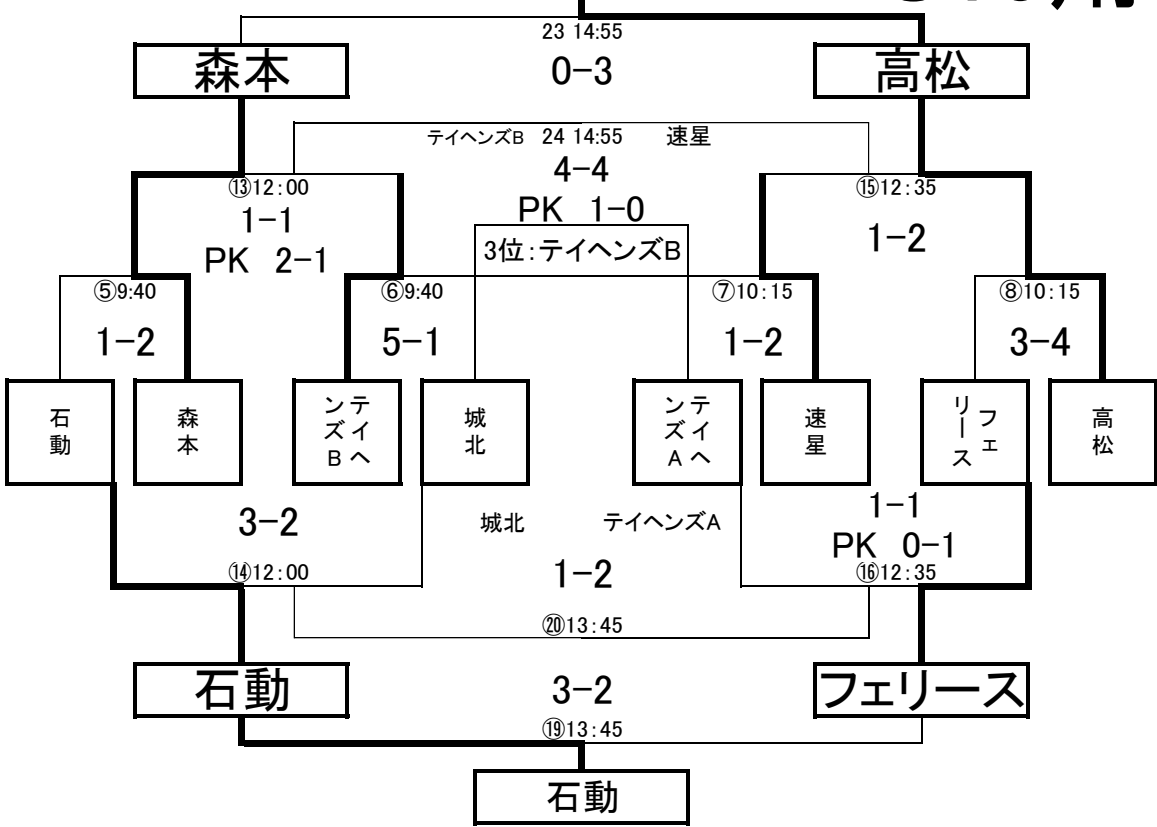 23 14:55
森本
0-3
高松
テイヘンズB 24 14:55 速星
4-4
PK 1-0
3位:テイヘンズB
⑬12:00
1-1
PK 2-1
⑮12:35
1-2
⑤9:40
1-2
⑥9:40
5-1
⑦10:15
1-2
⑧10:15
3-4
石動
森本
テイヘンズB
城北
テイヘンズA
速星
フェリース
高松
3-2
⑭12:00
城北 テイヘンズA
1-2
1-1
PK 0-1
⑯12:35
⑳13:45
石動
3-2
フェリース
⑲13:45
石動